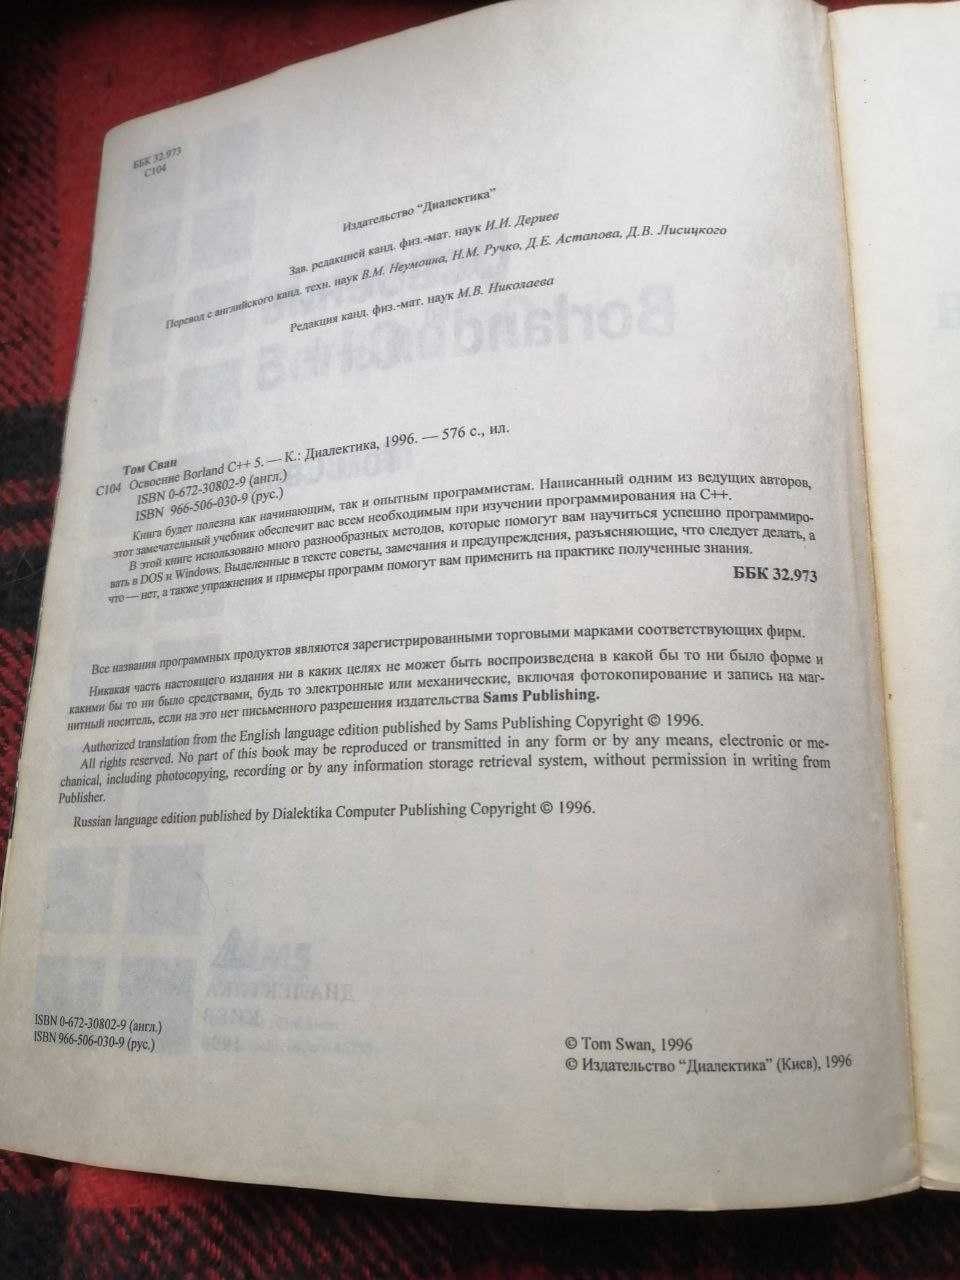 ББК 32.973
С104
Издательство “Диалектика”
Зав. редакцией канд. физ.-мат. наук И.И. Дериев
Перевод с английского канд. техн. наук В.М. Неумоина, Н.М. Ручко, Д.Е. Астапова, Д.В. Лисицкого
Редакция канд. физ.-мат. наук М.В. Николаева
Том Сван
С104 Освоение Borland C++ 5. — К.: Диалектика, 1996. — 576 с., ил.
ISBN 0-672-30802-9 (англ.)
ISBN 966-506-030-9 (рус.)
Книга будет полезна как начинающим, так и опытным программистам. Написанный одним из ведущих авторов,
этот замечательный учебник обеспечит вас всем необходимым при изучении программирования на C++.
В этой книге использовано много разнообразных методов, которые помогут вам научиться успешно программиро-
вать в DOS и Windows. Выделенные в тексте советы, замечания и предупреждения, разъясняющие, что следует делать, а
что — нет, а также упражнения и примеры программ помогут вам применить на практике полученные знания.
ББК 32.973
Все названия программных продуктов являются зарегистрированными торговыми марками соответствующих фирм.
Никакая часть настоящего издания ни в каких целях не может быть воспроизведена в какой бы то ни было форме и
какими бы то ни было средствами, будь то электронные или механические, включая фотокопирование и запись на маг-
нитный носитель, если на это нет письменного разрешения издательства Sams Publishing.
Authorized translation from the English language edition published by Sams Publishing Copyright © 1996.
All rights reserved. No part of this book may be reproduced or transmitted in any form or by any means, electronic or me-
chanical, including photocopying, recording or by any information storage retrieval system, without permission in writing from
Publisher.
Russian language edition published by Dialektika Computer Publishing Copyright © 1996.
ISBN 0-672-30802-9 (англ.)
ISBN 966-506-030-9 (рус.)
© Tom Swan, 1996
© Издательство “Диалектика” (Киев), 1996